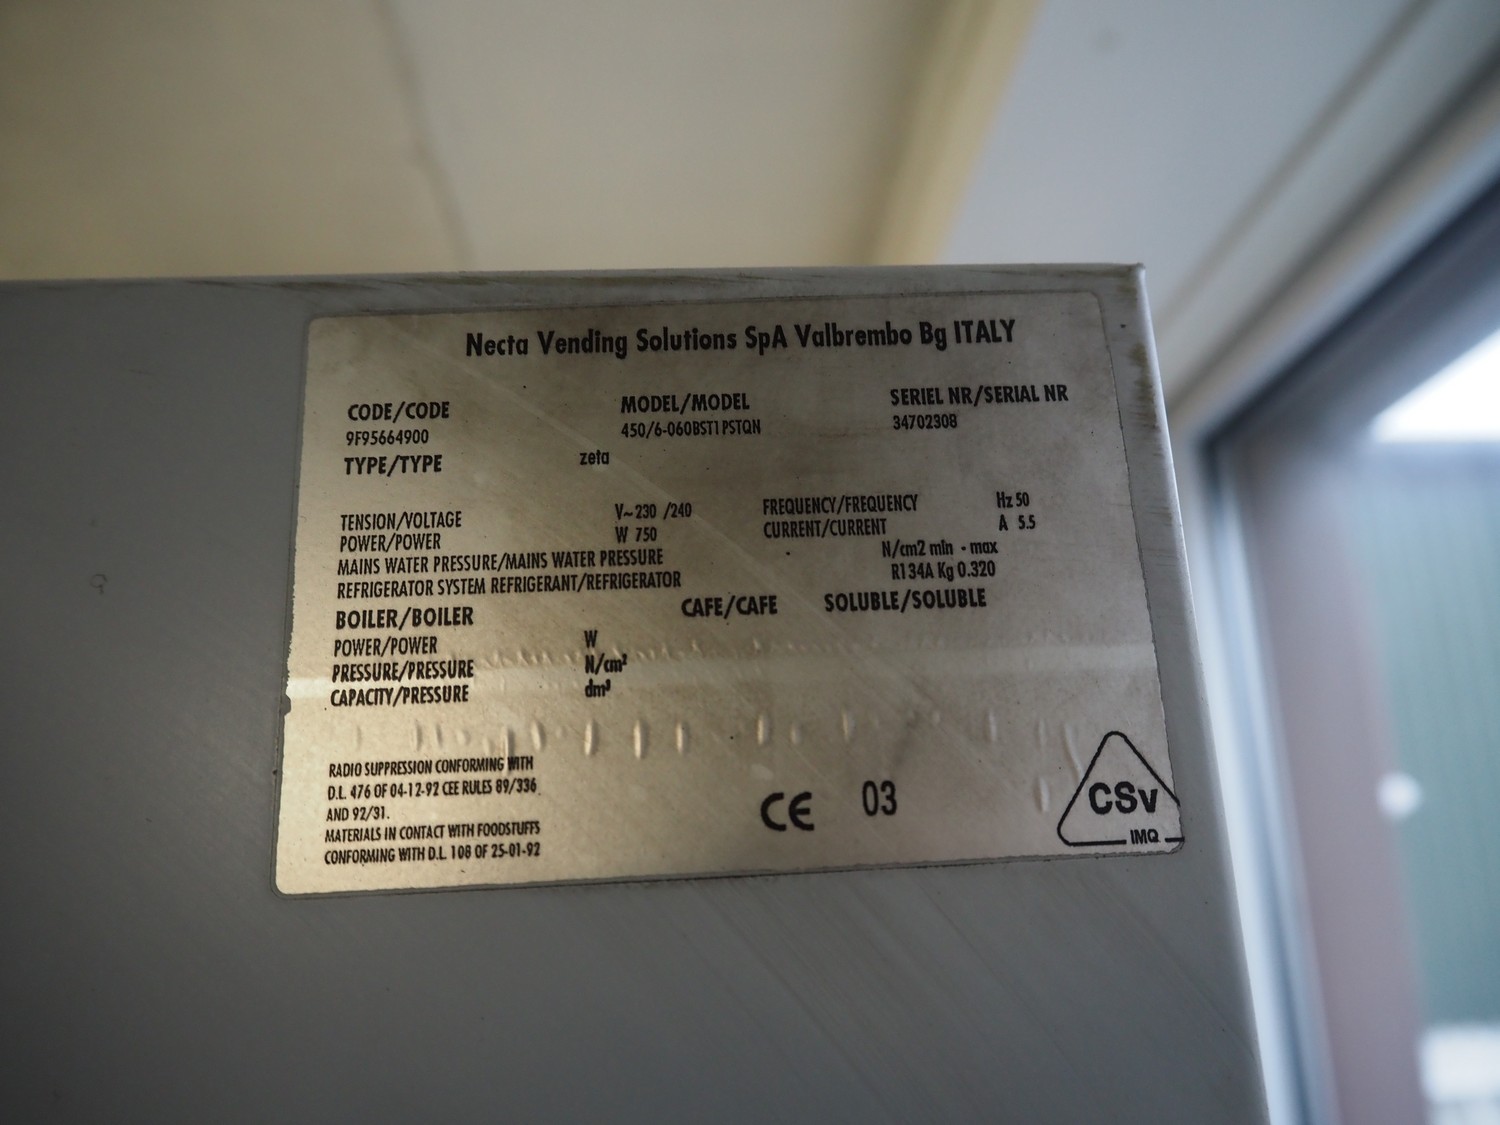 Necta Vending Solutions SpA Valbrembo Bg ITALY
CODE/CODE MODEL/MODEL SERIEL NR/SERIAL NR
9F95664900 450/6-060BST1PSTQN 34702308
TYPE/TYPE zeta
TENSION/VOLTAGE V~230 /240 FREQUENCY/FREQUENCY Hz 50
POWER/POWER W 750 CURRENT/CURRENT A 5.5
MAINS WATER PRESSURE/MAINS WATER PRESSURE N/cm2 min - max
REFRIGERATOR SYSTEM REFRIGERANT/REFRIGERATOR R134A Kg 0.320
BOILER/BOILER CAFE/CAFE SOLUBLE/SOLUBLE
POWER/POWER W
PRESSURE/PRESSURE N/cm²
CAPACITY/PRESSURE dm³
RADIO SUPPRESSION CONFORMING WITH
D.L. 476 OF 04-12-92 CEE RULES 89/336
AND 92/31.
MATERIALS IN CONTACT WITH FOODSTUFFS
CONFORMING WITH D.L. 108 OF 25-01-92
CE 03
CSv
IMQ